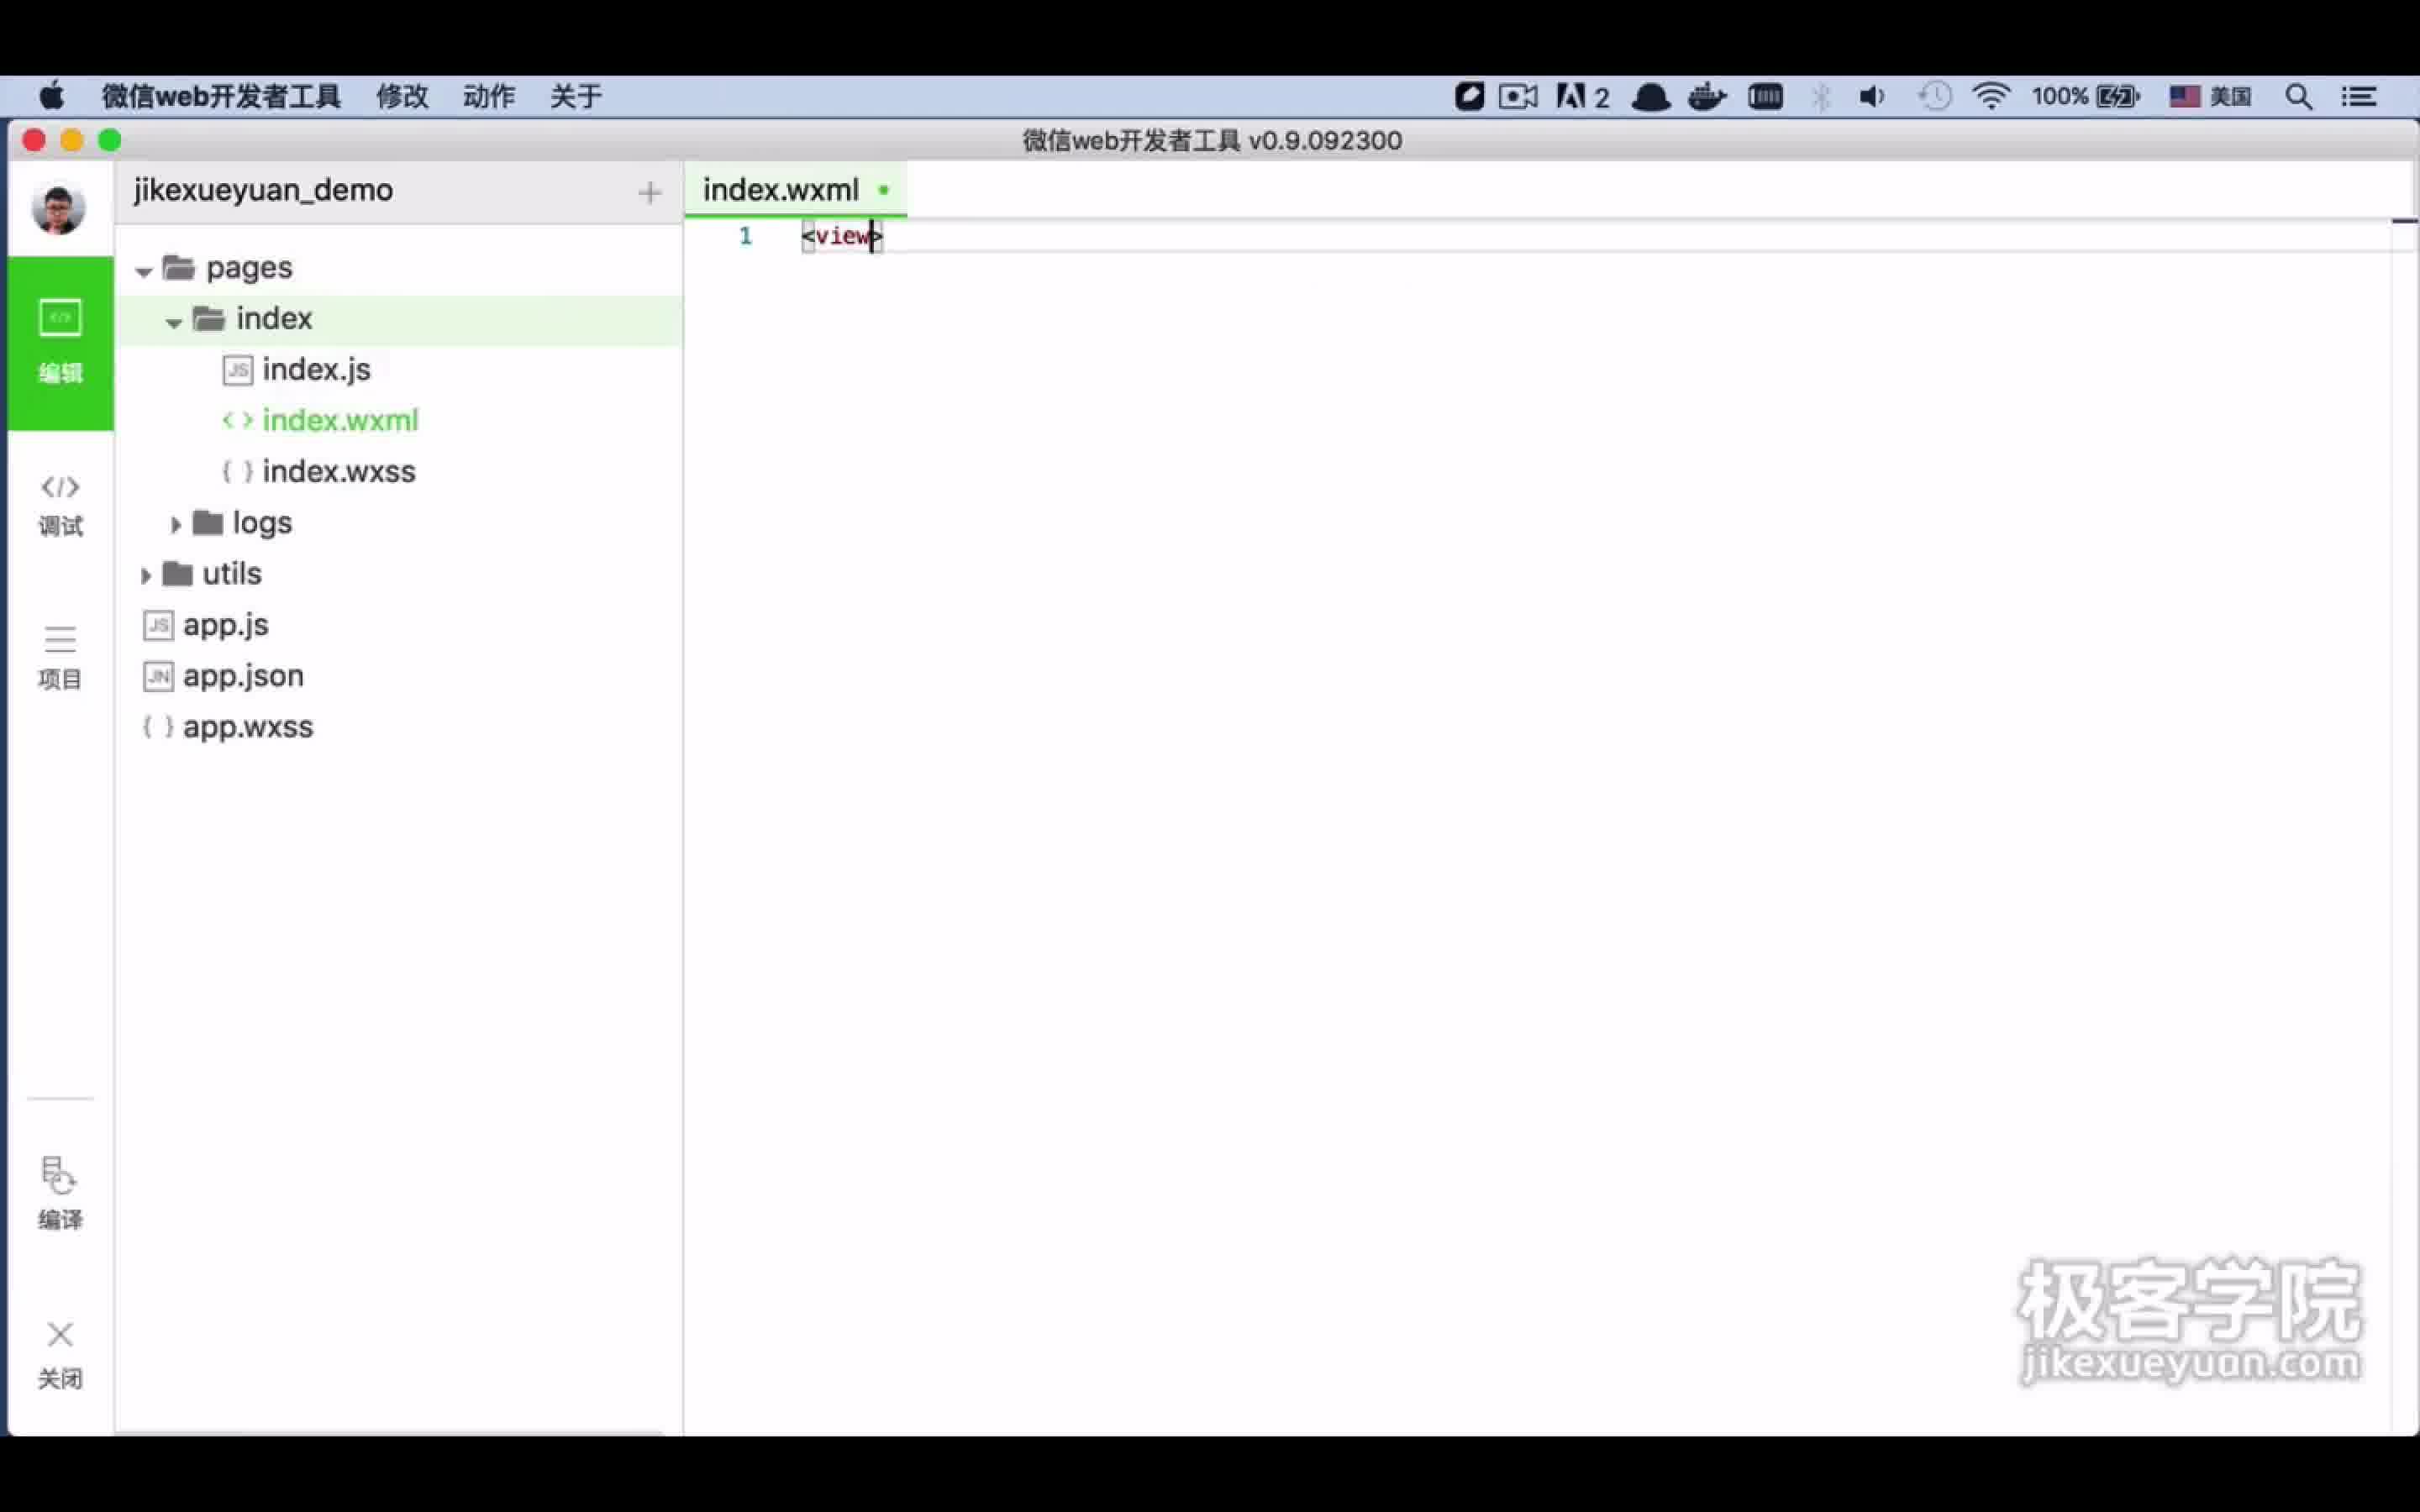 微信web开发者工具 修改 动作 关于 2 100% 美国
微信web开发者工具 v0.9.092300
jikexueyuan_demo
index.wxml
1 <view>
pages
index
JS index.js
< > index.wxml
{ } index.wxss
logs
utils
JS app.js
JN app.json
{ } app.wxss
</>
编辑
</>
调试
项目
编译
关闭
极客学院
jikexueyuan.com